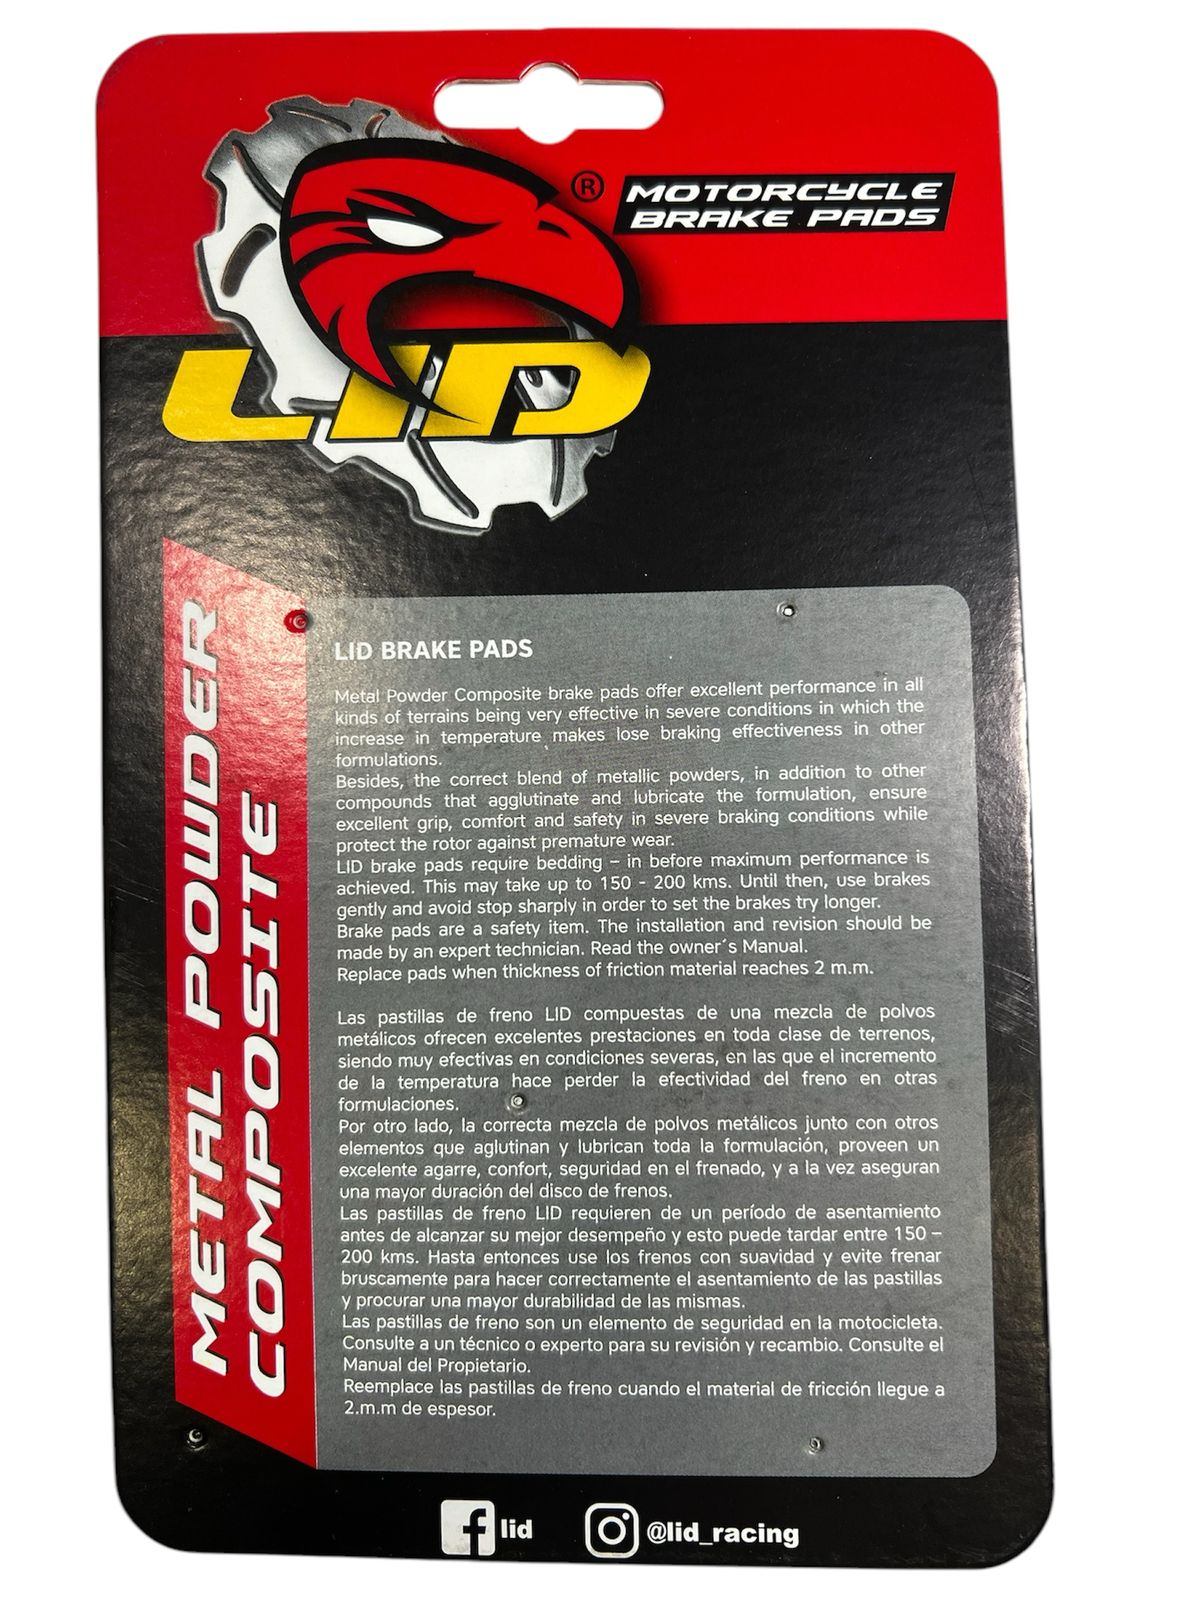 ®
MOTORCYCLE
BRAKE PADS
LID
METAL POWDER
COMPOSITE
LID BRAKE PADS
Metal Powder Composite brake pads offer excellent performance in all
kinds of terrains being very effective in severe conditions in which the
increase in temperature makes lose braking effectiveness in other
formulations.
Besides, the correct blend of metallic powders, in addition to other
compounds that agglutinate and lubricate the formulation, ensure
excellent grip, comfort and safety in severe braking conditions while
protect the rotor against premature wear.
LID brake pads require bedding – in before maximum performance is
achieved. This may take up to 150 - 200 kms. Until then, use brakes
gently and avoid stop sharply in order to set the brakes try longer.
Brake pads are a safety item. The installation and revision should be
made by an expert technician. Read the owner´s Manual.
Replace pads when thickness of friction material reaches 2 m.m.
Las pastillas de freno LID compuestas de una mezcla de polvos
metálicos ofrecen excelentes prestaciones en toda clase de terrenos,
siendo muy efectivas en condiciones severas, en las que el incremento
de la temperatura hace perder la efectividad del freno en otras
formulaciones.
Por otro lado, la correcta mezcla de polvos metálicos junto con otros
elementos que aglutinan y lubrican toda la formulación, proveen un
excelente agarre, confort, seguridad en el frenado, y a la vez aseguran
una mayor duración del disco de frenos.
Las pastillas de freno LID requieren de un período de asentamiento
antes de alcanzar su mejor desempeño y esto puede tardar entre 150 –
200 kms. Hasta entonces use los frenos con suavidad y evite frenar
bruscamente para hacer correctamente el asentamiento de las pastillas
y procurar una mayor durabilidad de las mismas.
Las pastillas de freno son un elemento de seguridad en la motocicleta.
Consulte a un técnico o experto para su revisión y recambio. Consulte el
Manual del Propietario.
Reemplace las pastillas de freno cuando el material de fricción llegue a
2.m.m de espesor.
lid
@lid_racing